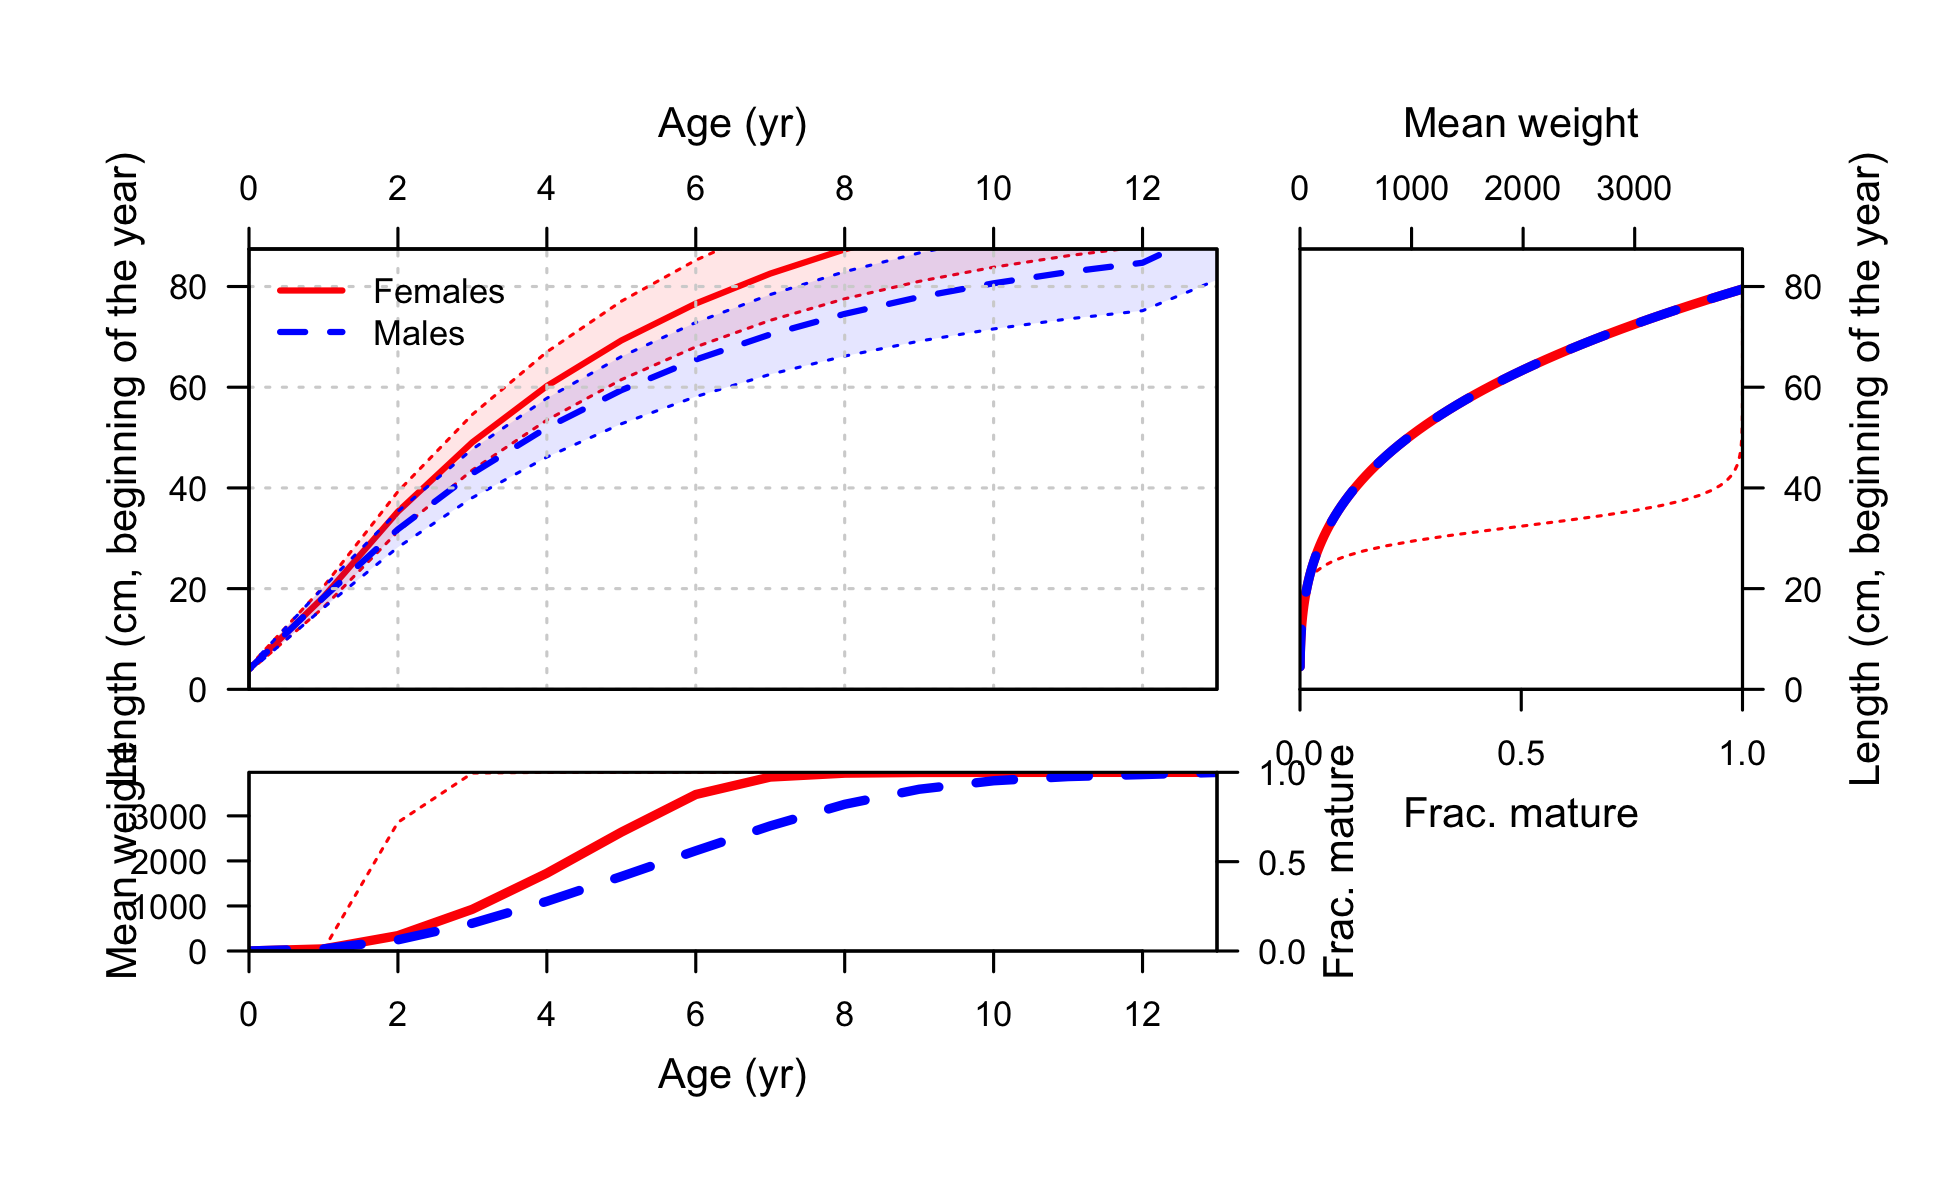 Age (yr)
Mean weight
0 2 4 6 8 10 12
0 1000 2000 3000
Length (cm, beginning of the year)
80
60
40
20
0
Females
Males
80
60
40
20
0
Length (cm, beginning of the year)
0.0 0.5 1.0
Frac. mature
Mean weight
3000
2000
1000
0
1.0
0.5
0.0
Frac. mature
0 2 4 6 8 10 12
Age (yr)